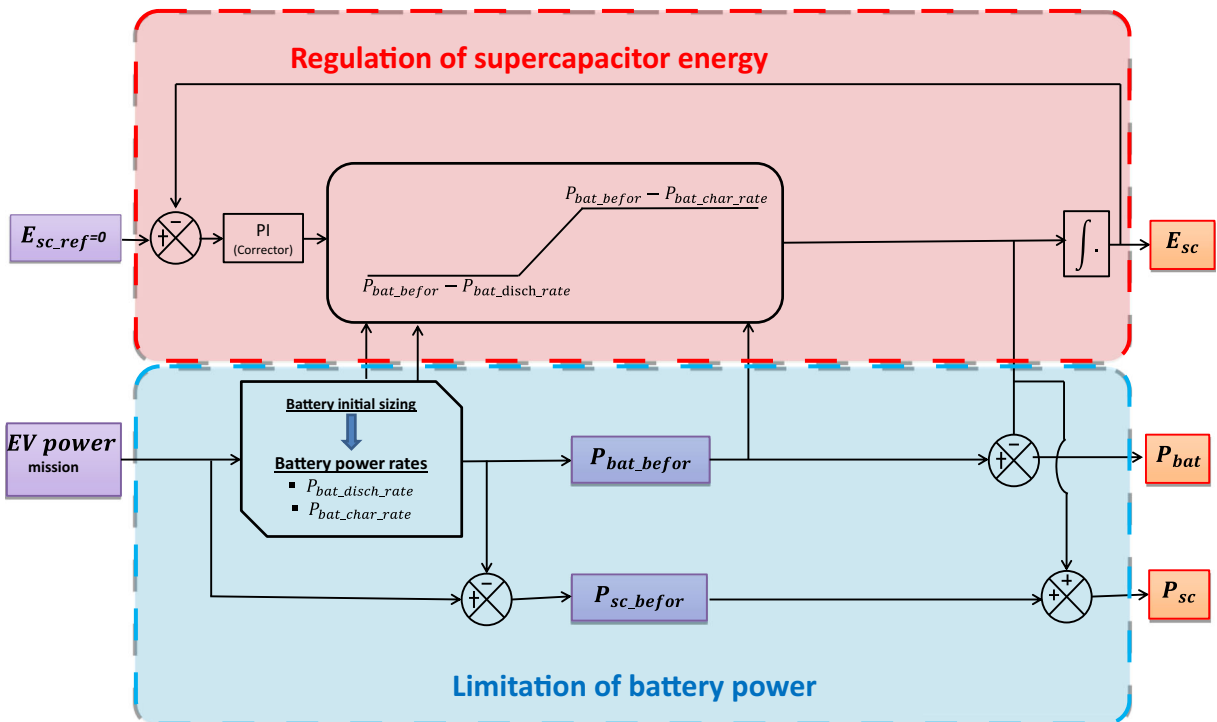 Regulation of supercapacitor energy
−
E_sc_ref=0
+
PI
(Corrector)
P_bat_befor − P_bat_char_rate
P_bat_befor − P_bat_disch_rate
∫ .
E_sc
EV power
mission
Battery initial sizing
Battery power rates
▪ P_bat_disch_rate
▪ P_bat_char_rate
P_bat_befor
−
+
P_bat
−
+
P_sc_befor
+
+
P_sc
Limitation of battery power